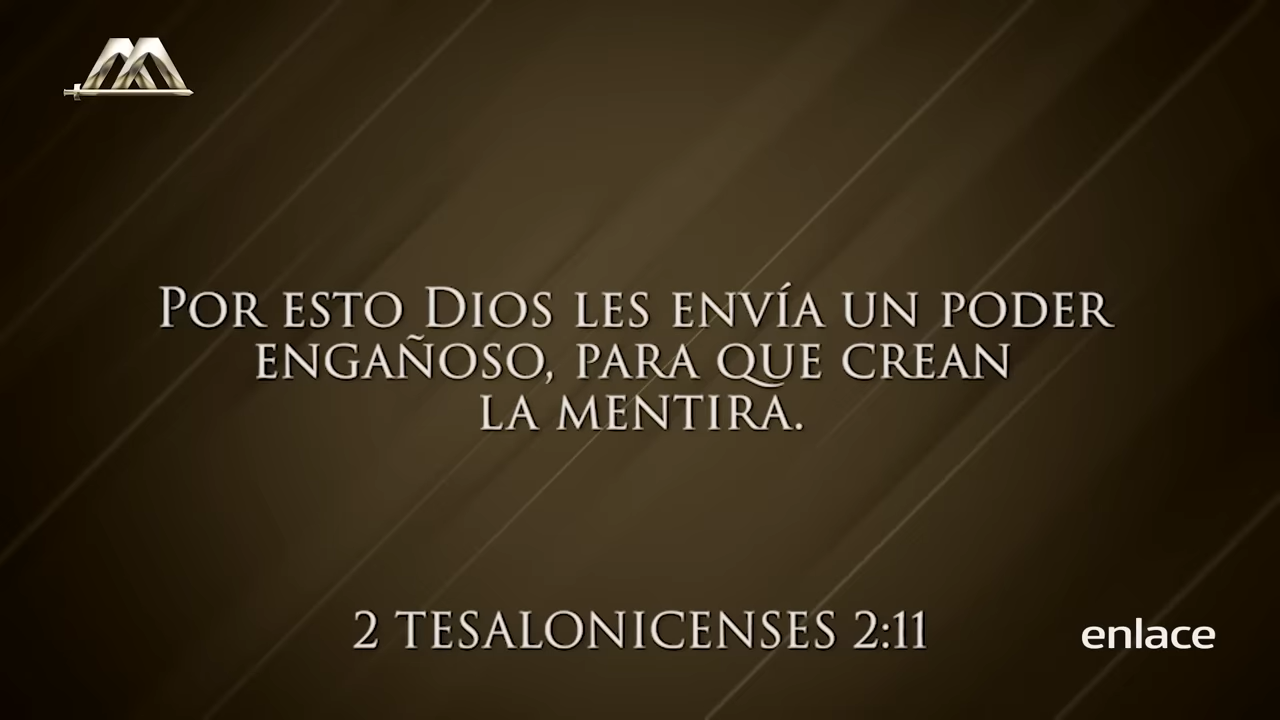 POR ESTO DIOS LES ENVÍA UN PODER
ENGAÑOSO, PARA QUE CREAN
LA MENTIRA.
2 TESALONICENSES 2:11
enlace